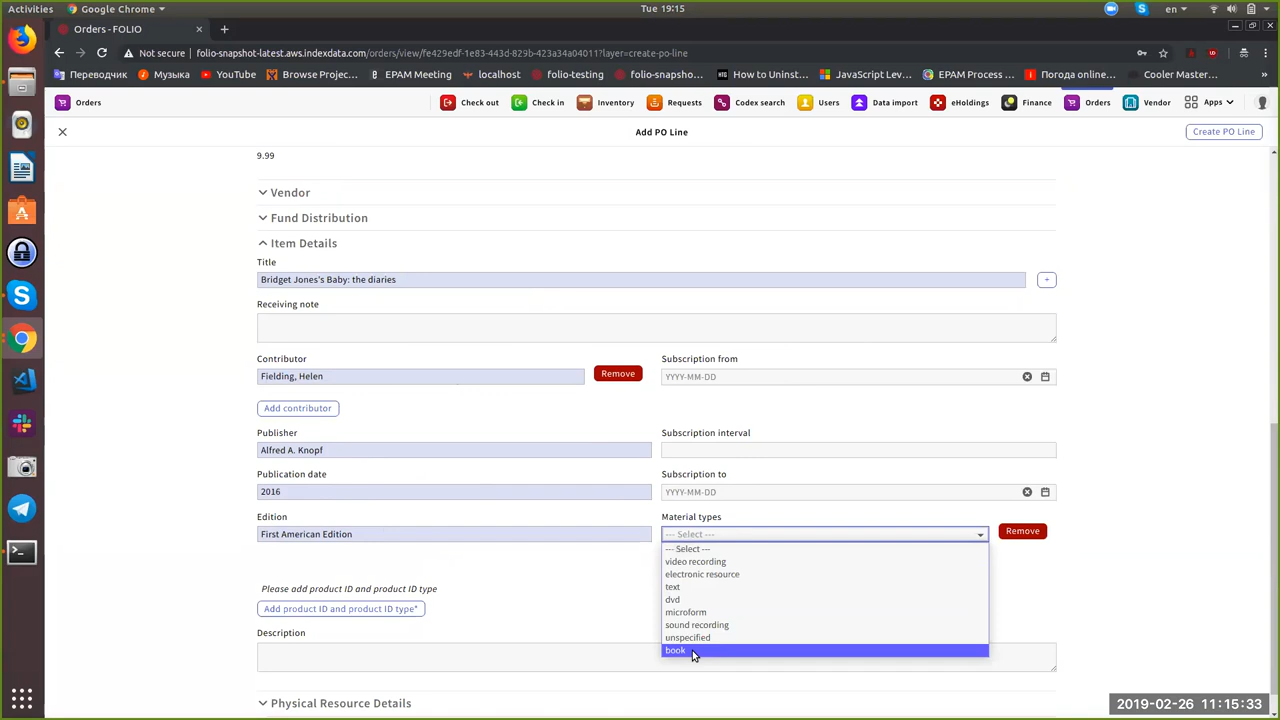 Activities
Google Chrome
Tue 19:15
en
Orders - FOLIO
Not secure
folio-snapshot-latest.aws.indexdata.com/orders/view/fe429edf-1e83-443d-829b-423a34a04011?layer=create-po-line
Переводчик
Музыка
YouTube
Browse Projec...
EPAM Meeti...
localhost
folio-testing
folio-snapsho...
How to Uninst...
JavaScript Lev...
EPAM Process ...
Погода online...
Cooler Master...
»
Orders
Check out
Check in
Inventory
Requests
Codex search
Users
Data import
eHoldings
Finance
Orders
Vendor
Apps
Add PO Line
Create PO Line
9.99
Vendor
Fund Distribution
Item Details
Title
Bridget Jones's Baby: the diaries
+
Receiving note
Contributor
Subscription from
Fielding, Helen
Remove
YYYY-MM-DD
Add contributor
Publisher
Subscription interval
Alfred A. Knopf
Publication date
Subscription to
2016
YYYY-MM-DD
Edition
Material types
First American Edition
--- Select ---
Remove
--- Select ---
video recording
electronic resource
text
dvd
microform
sound recording
unspecified
book
Please add product ID and product ID type
Add product ID and product ID type*
Description
Physical Resource Details
2019-02-26 11:15:33